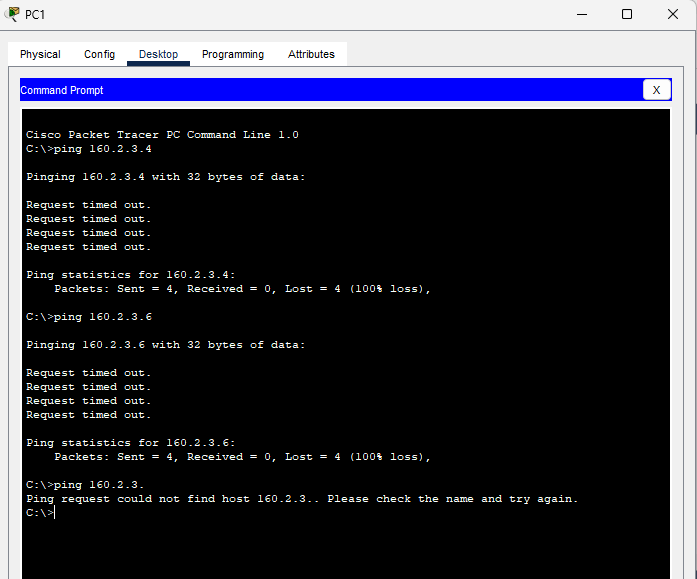 PC1
Physical Config Desktop Programming Attributes
Command Prompt
X
Cisco Packet Tracer PC Command Line 1.0
C:\>ping 160.2.3.4
Pinging 160.2.3.4 with 32 bytes of data:
Request timed out.
Request timed out.
Request timed out.
Request timed out.
Ping statistics for 160.2.3.4:
Packets: Sent = 4, Received = 0, Lost = 4 (100% loss),
C:\>ping 160.2.3.6
Pinging 160.2.3.6 with 32 bytes of data:
Request timed out.
Request timed out.
Request timed out.
Request timed out.
Ping statistics for 160.2.3.6:
Packets: Sent = 4, Received = 0, Lost = 4 (100% loss),
C:\>ping 160.2.3.
Ping request could not find host 160.2.3.. Please check the name and try again.
C:\>